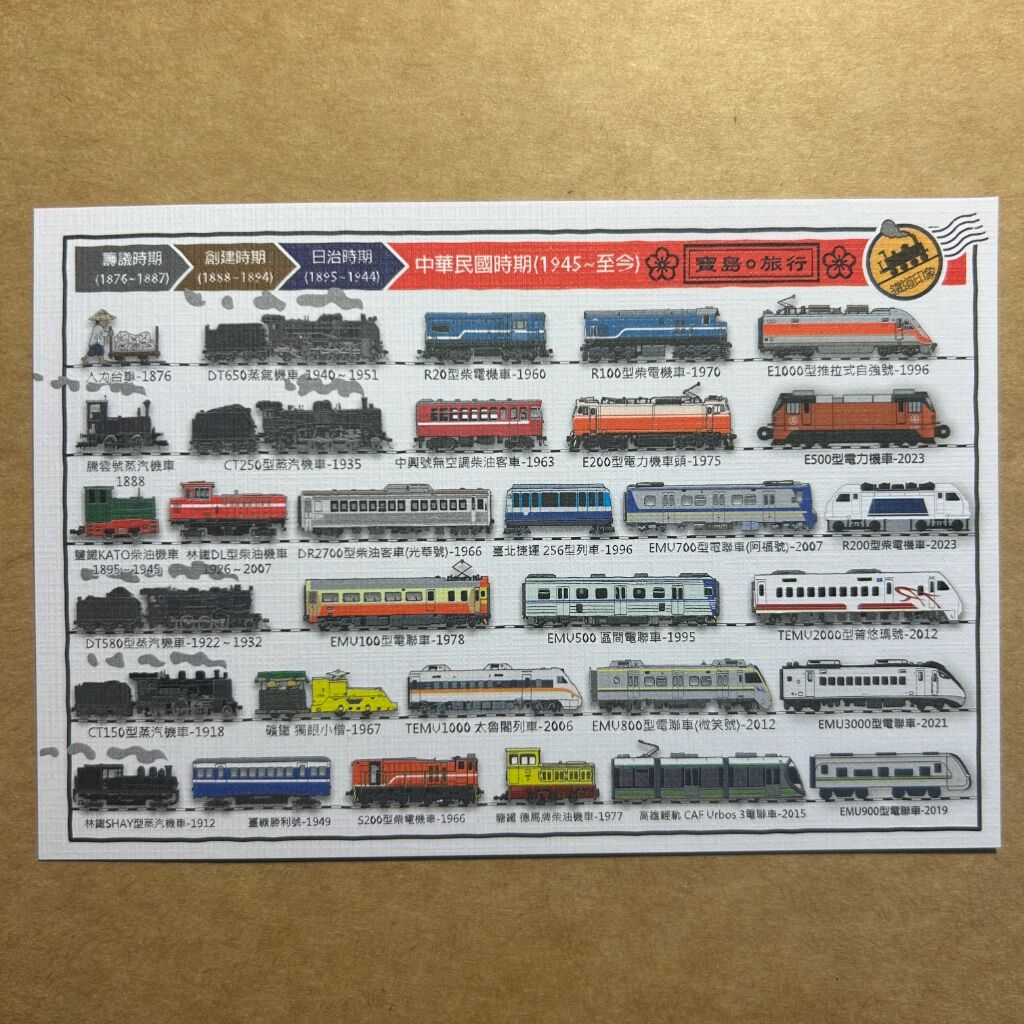 籌議時期
(1876~1887)
創建時期
(1888~1894)
日治時期
(1895~1944)
中華民國時期(1945~至今)
寶島。旅行
鐵道印象
人力台車-1876
DT650蒸氣機車-1940~1951
R20型柴電機車-1960
R100型柴電機車-1970
E1000型推拉式自強號-1996
騰雲號蒸汽機車
1888
CT250型蒸汽機車-1935
中興號無空調柴油客車-1963
E200型電力機車頭-1975
E500型電力機車-2023
鹽鐵KATO柴油機車
1895~1945
林鐵DL型柴油機車
1926~2007
DR2700型柴油客車(光華號)-1966
臺北捷運 256型列車-1996
EMU700型電聯車(阿福號)-2007
R200型柴電機車-2023
DT580型蒸汽機車-1922~1932
EMU100型電聯車-1978
EMU500 區間電聯車-1995
TEMU2000型普悠瑪號-2012
CT150型蒸汽機車-1918
礦鐵 獨眼小僧-1967
TEMU1000 太魯閣列車-2006
EMU800型電聯車(微笑號)-2012
EMU3000型電聯車-2021
林鐵SHAY型蒸汽機車-1912
臺糖勝利號-1949
S200型柴電機車-1966
糖鐵 德馬牌柴油機車-1977
高雄輕軌 CAF Urbos 3電聯車-2015
EMU900型電聯車-2019